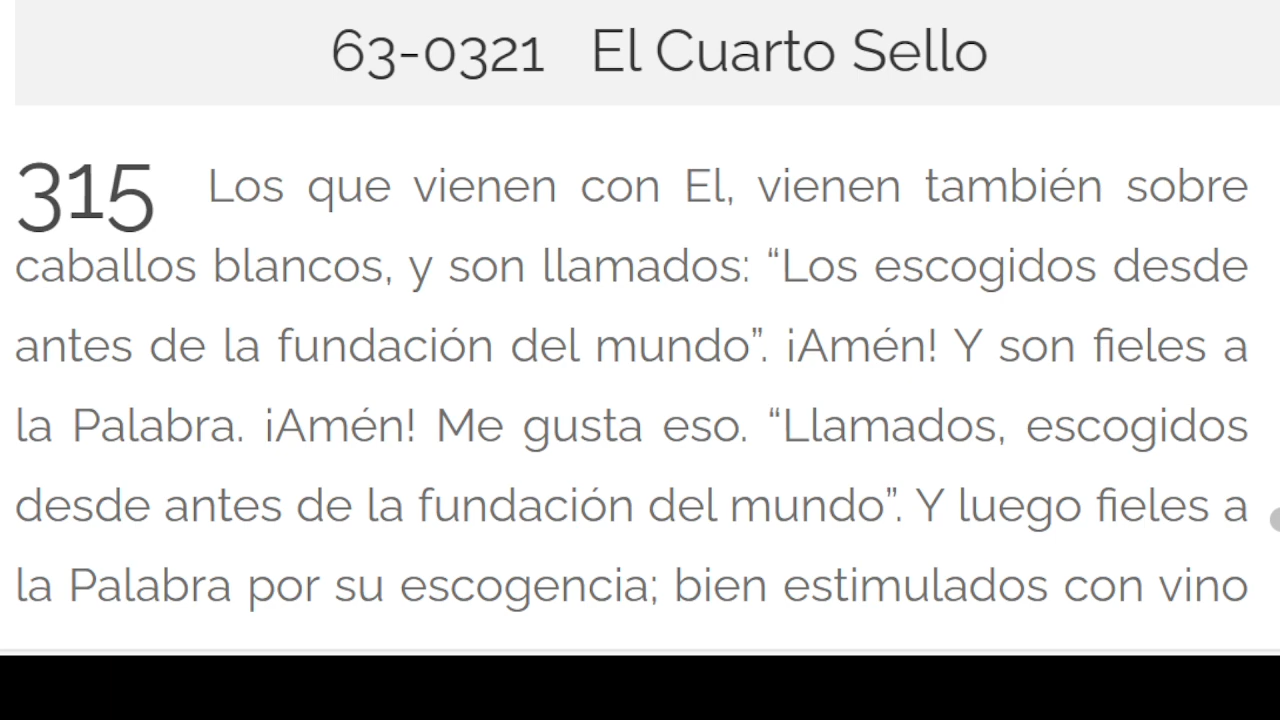 63-0321 El Cuarto Sello
315 Los que vienen con El, vienen también sobre
caballos blancos, y son llamados: “Los escogidos desde
antes de la fundación del mundo”. ¡Amén! Y son fieles a
la Palabra. ¡Amén! Me gusta eso. “Llamados, escogidos
desde antes de la fundación del mundo”. Y luego fieles a
la Palabra por su escogencia; bien estimulados con vino